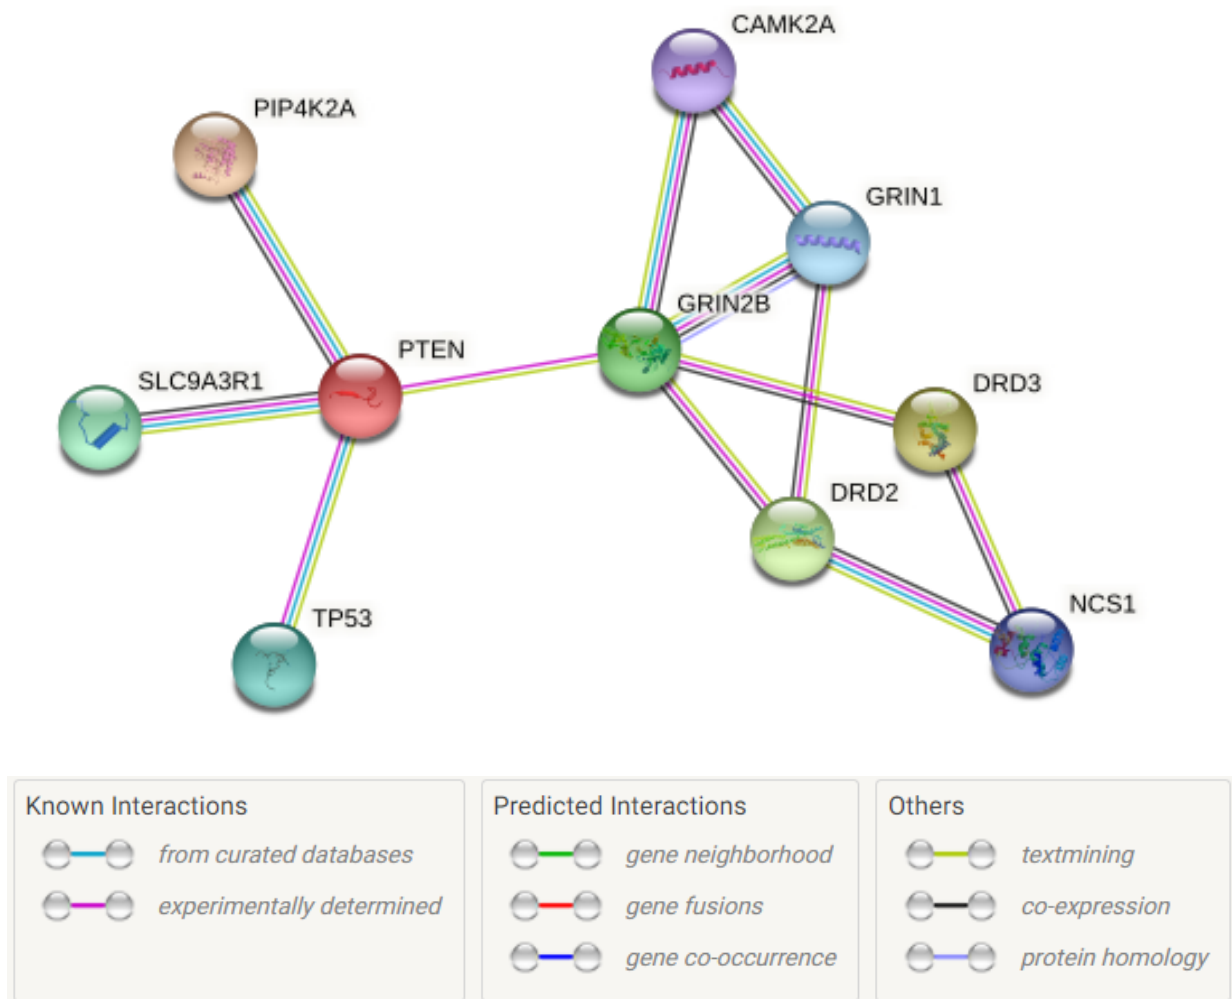 CAMK2A
PIP4K2A
GRIN1
GRIN2B
PTEN
SLC9A3R1
DRD3
DRD2
NCS1
TP53
Known Interactions
from curated databases
experimentally determined
Predicted Interactions
gene neighborhood
gene fusions
gene co-occurrence
Others
textmining
co-expression
protein homology